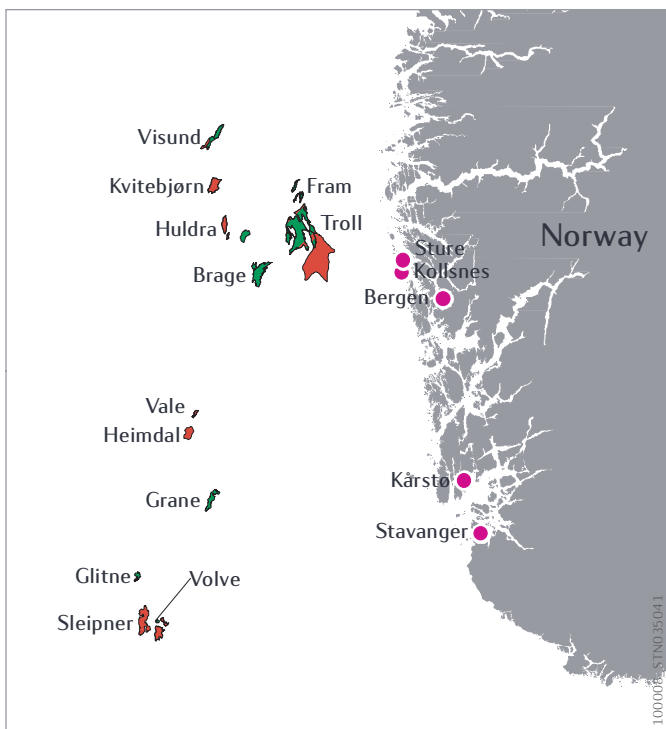 Visund
Kvitebjørn
Fram
Huldra
Troll
Norway
Sture
Brage
Kollsnes
Bergen
Vale
Heimdal
Kårstø
Grane
Stavanger
Glitne
Volve
Sleipner
100008_STN035041